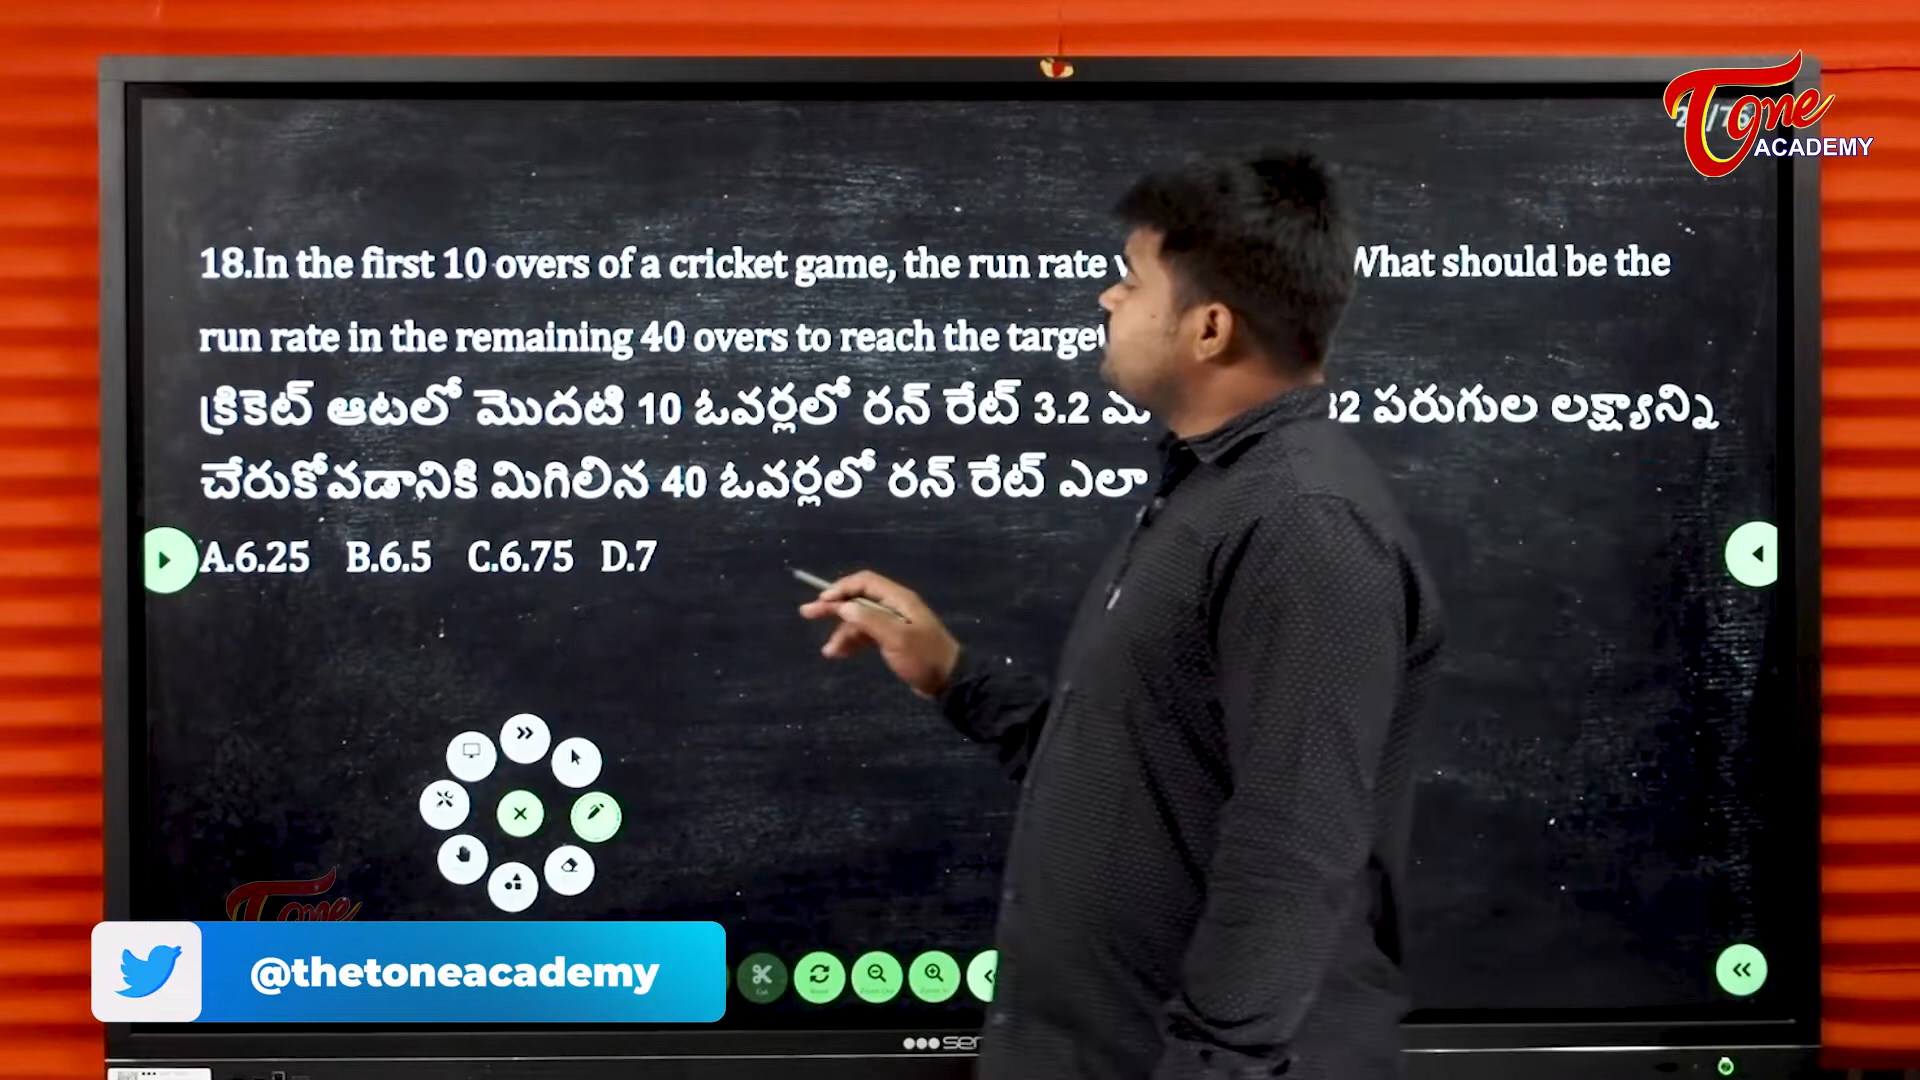 Tone
ACADEMY
18.In the first 10 overs of a cricket game, the run rate What should be the
run rate in the remaining 40 overs to reach the target
క్రికెట్ ఆటలో మొదటి 10 ఓవర్లలో రన్ రేట్ 3.2 పరుగుల లక్ష్యాన్ని
చేరుకోవడానికి మిగిలిన 40 ఓవర్లలో రన్ రేట్ ఎలా
A.6.25 B.6.5 C.6.75 D.7
Tone
@thetoneacademy